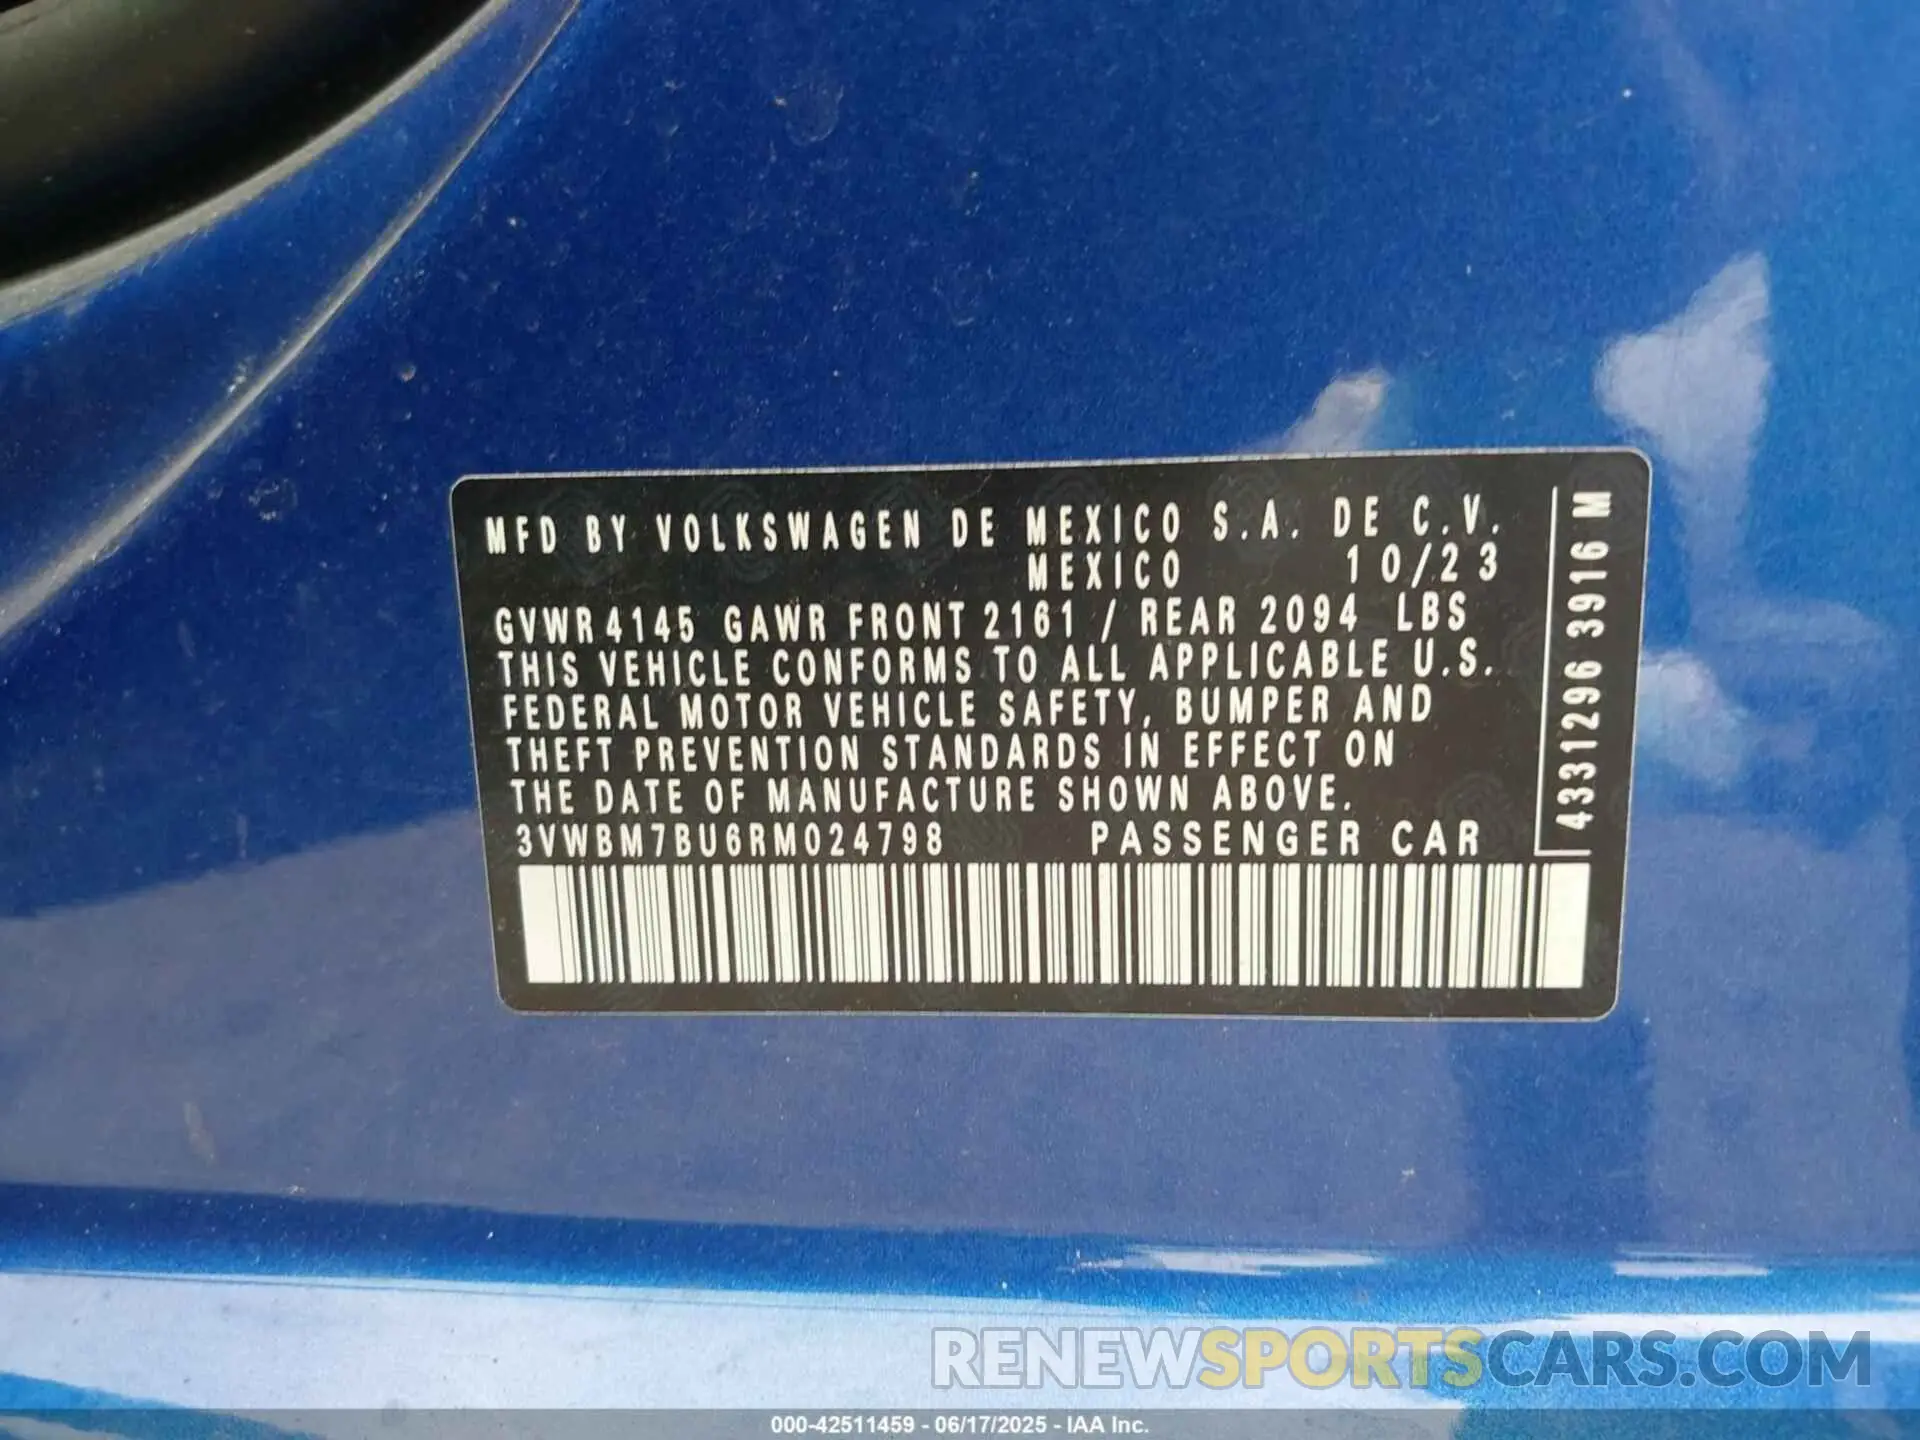 MFD BY VOLKSWAGEN DE MEXICO S.A. DE C.V.
MEXICO 10/23
GVWR 4145 GAWR FRONT 2161 / REAR 2094 LBS
THIS VEHICLE CONFORMS TO ALL APPLICABLE U.S.
FEDERAL MOTOR VEHICLE SAFETY, BUMPER AND
THEFT PREVENTION STANDARDS IN EFFECT ON
THE DATE OF MANUFACTURE SHOWN ABOVE.
3VWBM7BU6RM024798 PASSENGER CAR
4331296 3916 M
RENEWSPORTSCARS.COM
000-42511459 - 06/17/2025 - IAA Inc.